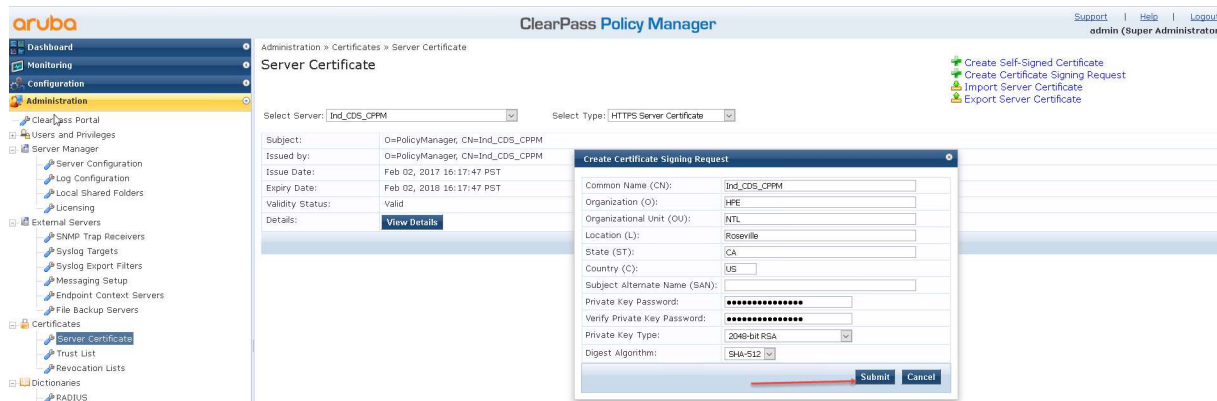 aruba
ClearPass Policy Manager
Support | Help | Logout
admin (Super Administrator
Dashboard
Monitoring
Configuration
Administration
ClearPass Portal
Users and Privileges
Server Manager
Server Configuration
Log Configuration
Local Shared Folders
Licensing
External Servers
SNMP Trap Receivers
Syslog Targets
Syslog Export Filters
Messaging Setup
Endpoint Context Servers
File Backup Servers
Certificates
Server Certificate
Trust List
Revocation Lists
Dictionaries
RADIUS
Administration » Certificates » Server Certificate
Server Certificate
Create Self-Signed Certificate
Create Certificate Signing Request
Import Server Certificate
Export Server Certificate
Select Server: Ind_CDS_CPPM Select Type: HTTPS Server Certificate
Subject: O=PolicyManager, CN=Ind_CDS_CPPM
Issued by: O=PolicyManager, CN=Ind_CDS_CPPM
Issue Date: Feb 02, 2017 16:17:47 PST
Expiry Date: Feb 02, 2018 16:17:47 PST
Validity Status: Valid
Details: View Details
Create Certificate Signing Request
Common Name (CN): Ind_CDS_CPPM
Organization (O): HPE
Organizational Unit (OU): NTL
Location (L): Roseville
State (ST): CA
Country (C): US
Subject Alternate Name (SAN):
Private Key Password: •••••••••••••••
Verify Private Key Password: •••••••••••••••
Private Key Type: 2048-bit RSA
Digest Algorithm: SHA-512
Submit Cancel